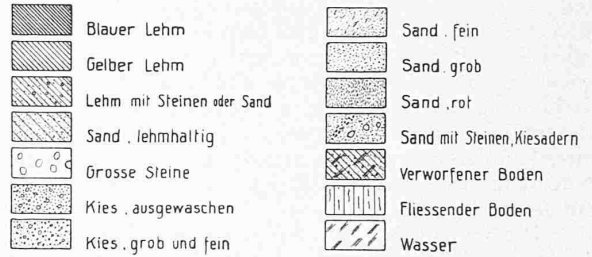 Blauer Lehm
Gelber Lehm
Lehm mit Steinen oder Sand
Sand , lehmhaltig
Grosse Steine
Kies , ausgewaschen
Kies , grob und fein
Sand , fein
Sand , grob
Sand , rot
Sand mit Steinen, Kiesadern
Verworfener Boden
Fliessender Boden
Wasser